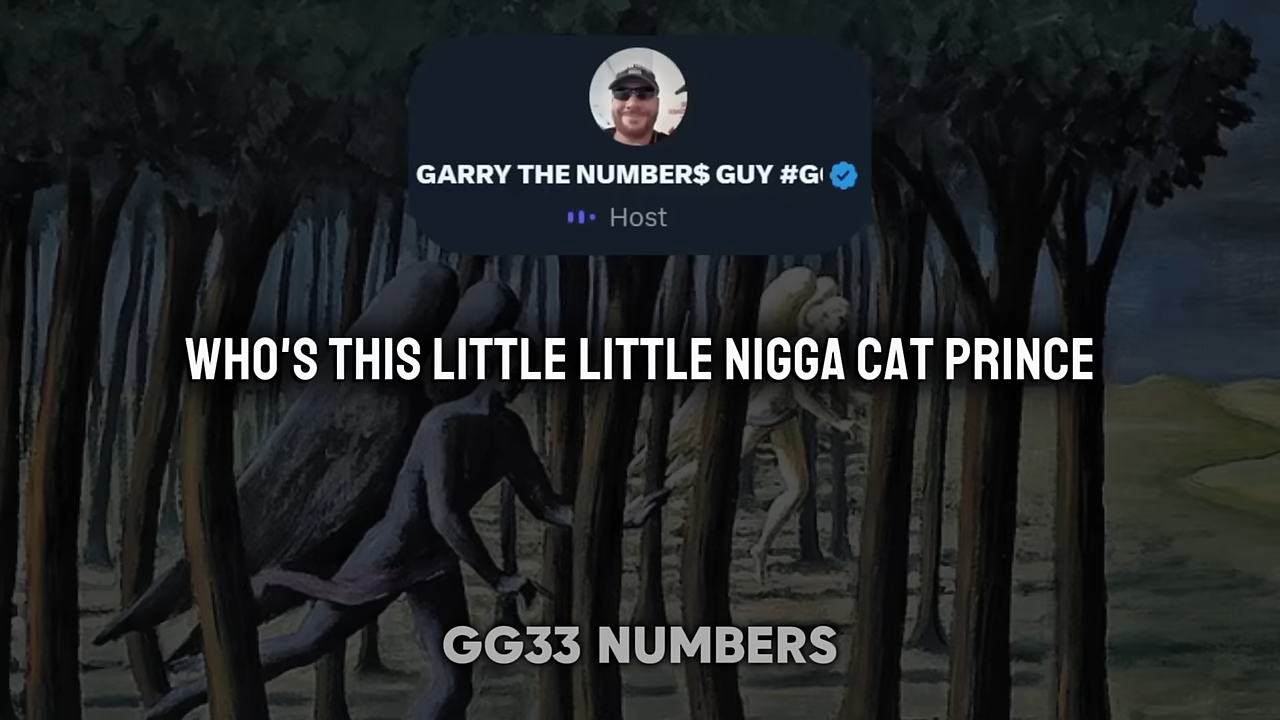 GARRY THE NUMBER$ GUY #G
Host
WHO'S THIS LITTLE LITTLE NIGGA CAT PRINCE
GG33 NUMBERS